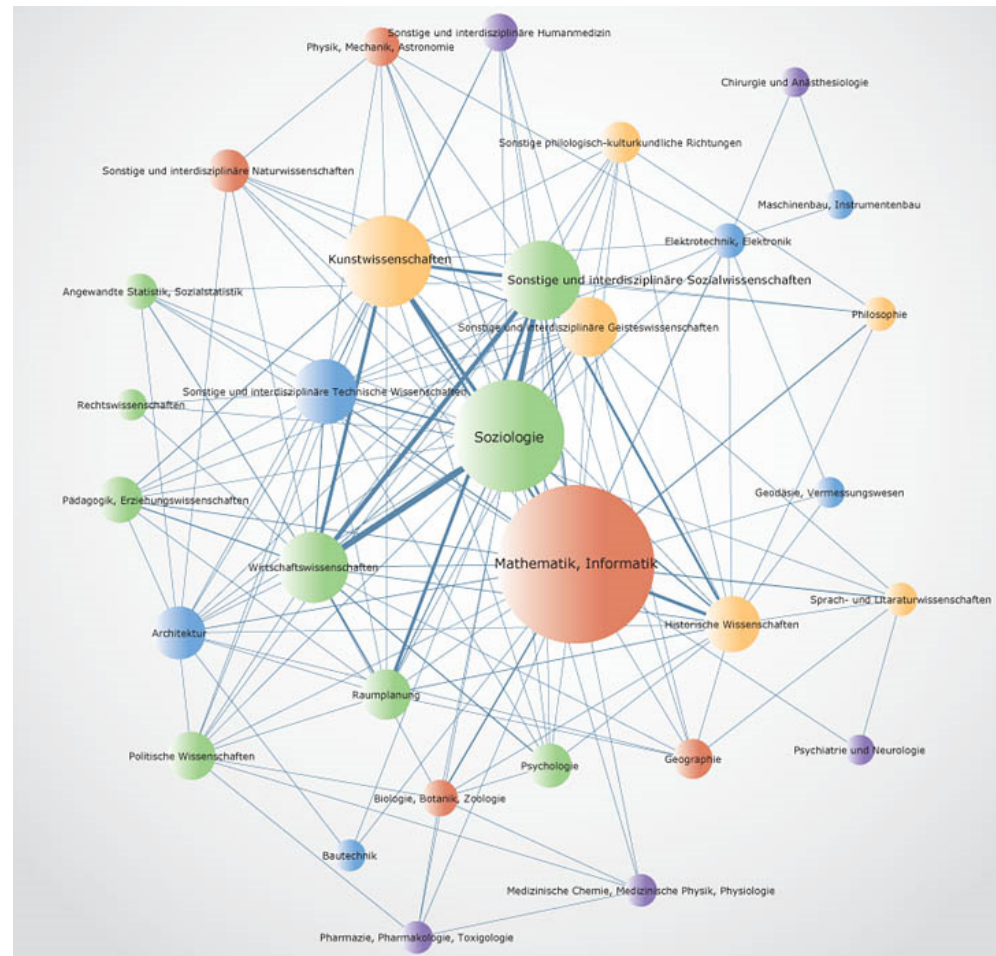 Sonstige und interdisziplinäre Humanmedizin
Physik, Mechanik, Astronomie
Chirurgie und Anästhesiologie
Sonstige philologisch-kulturkundliche Richtungen
Sonstige und interdisziplinäre Naturwissenschaften
Maschinenbau, Instrumentenbau
Elektrotechnik, Elektronik
Kunstwissenschaften
Sonstige und interdisziplinäre Sozialwissenschaften
Angewandte Statistik, Sozialstatistik
Philosophie
Sonstige und interdisziplinäre Geisteswissenschaften
Sonstige und interdisziplinäre Technische Wissenschaften
Rechtswissenschaften
Soziologie
Pädagogik, Erziehungswissenschaften
Geodäsie, Vermessungswesen
Mathematik, Informatik
Wirtschaftswissenschaften
Sprach- und Litaraturwissenschaften
Historische Wissenschaften
Architektur
Raumplanung
Psychiatrie und Neurologie
Politische Wissenschaften
Geographie
Psychologie
Biologie, Botanik, Zoologie
Bautechnik
Medizinische Chemie, Medizinische Physik, Physiologie
Pharmazie, Pharmakologie, Toxigologie